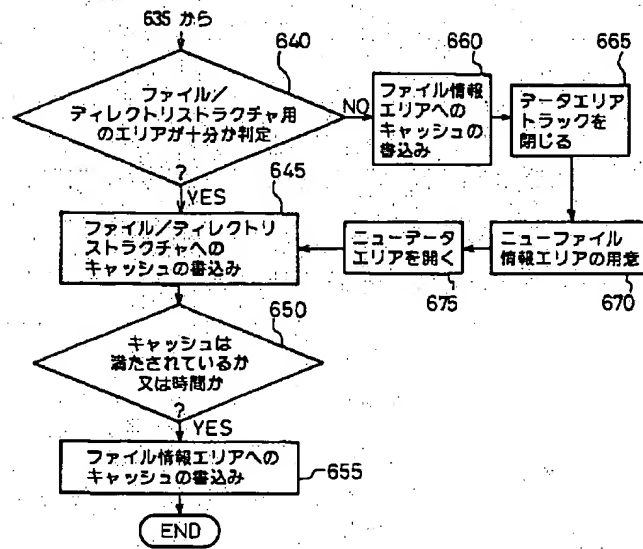 635 から
640
ファイル/
ディレクトリストラクチャ用
のエリアが十分か判定
?
NO
YES
660
ファイル情報
エリアへの
キャッシュの
書込み
665
データエリア
トラックを
閉じる
645
ファイル/ディレクトリ
ストラクチャへの
キャッシュの書込み
ニューデータ
エリアを開く
675
ニューファイル
情報エリアの用意
670
650
キャッシュは
満たされているか
又は時間か
?
YES
ファイル情報エリアへの
キャッシュの書込み
655
END